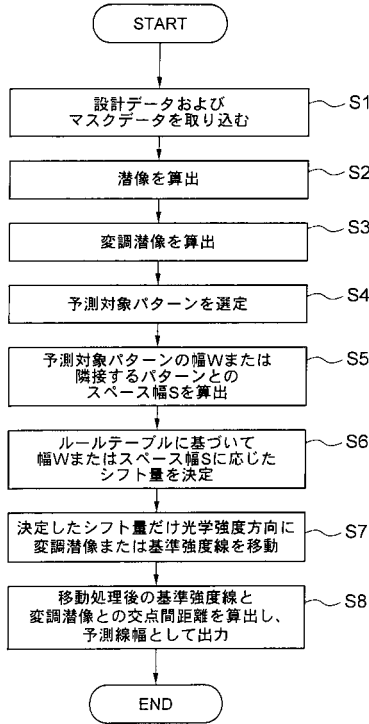 START
設計データおよび
マスクデータを取り込む
S1
潜像を算出
S2
変調潜像を算出
S3
予測対象パターンを選定
S4
予測対象パターンの幅Wまたは
隣接するパターンとの
スペース幅Sを算出
S5
ルールテーブルに基づいて
幅Wまたはスペース幅Sに応じた
シフト量を決定
S6
決定したシフト量だけ光学強度方向に
変調潜像または基準強度線を移動
S7
移動処理後の基準強度線と
変調潜像との交点間距離を算出し、
予測線幅として出力
S8
END